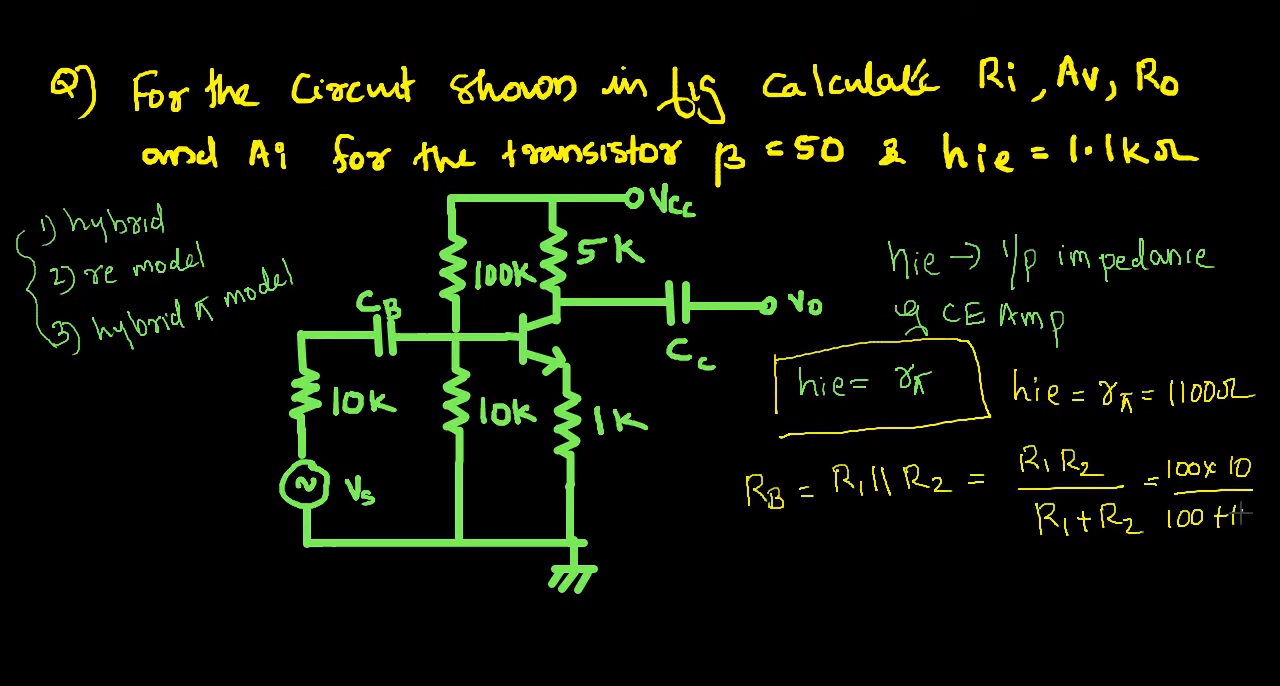 Q) For the Circuit shown in fig calculate Ri, Av, Ro
and Ai for the transistor β = 50 & hie = 1.1kΩ
1) hybrid
2) re model
3) hybrid π model
VCC
5K
100K
CB
VO
CC
10K
10K
1K
VS
hie → i/p impedance
of CE Amp
hie = rπ
hie = rπ = 1100Ω
RB = R1 || R2 = R1 R2 / R1 + R2 = 100 x 10 / 100 + 1